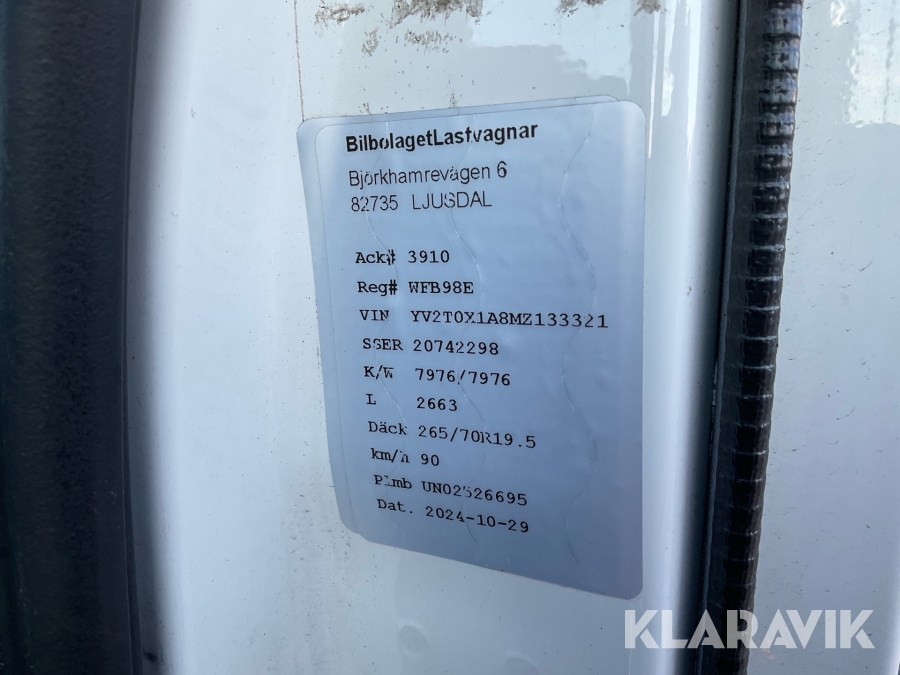 BilbolagetLastvagnar
Björkhamrevägen 6
82735 LJUSDAL
Ack# 3910
Reg# WFB98E
VIN YV2T0X1A8MZ133321
SSER 20742298
K/W 7976/7976
L 2663
Däck 265/70R19.5
km/h 90
Plmb UN02526695
Dat. 2024-10-29
KLARAVIK